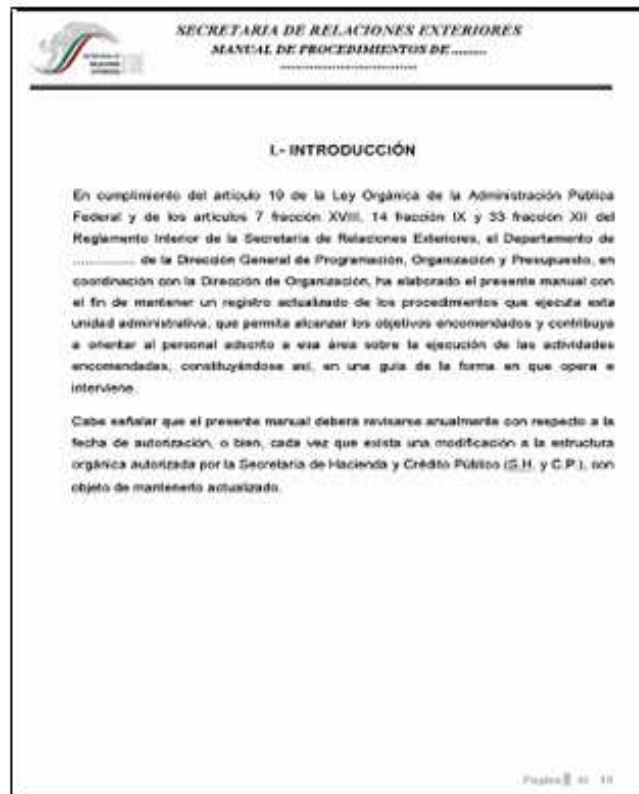 SECRETARIA DE RELACIONES EXTERIORES
MANUAL DE PROCEDIMIENTOS DE .........
..................................
RELACIONES
EXTERIORES
I.- INTRODUCCIÓN
En cumplimiento del artículo 19 de la Ley Orgánica de la Administración Pública
Federal y de los artículos 7 fracción XVIII, 14 fracción IX y 33 fracción XII del
Reglamento Interior de la Secretaría de Relaciones Exteriores, el Departamento de
.............. de la Dirección General de Programación, Organización y Presupuesto, en
coordinación con la Dirección de Organización, ha elaborado el presente manual con
el fin de mantener un registro actualizado de los procedimientos que ejecuta esta
unidad administrativa, que permita alcanzar los objetivos encomendados y contribuya
a orientar al personal adscrito a esa área sobre la ejecución de las actividades
encomendadas, constituyéndose así, en una guía de la forma en que opera e
interviene.
Cabe señalar que el presente manual deberá revisarse anualmente con respecto a la
fecha de autorización, o bien, cada vez que exista una modificación a la estructura
orgánica autorizada por la Secretaría de Hacienda y Crédito Público (S.H. y C.P.), con
objeto de mantenerlo actualizado.
Página